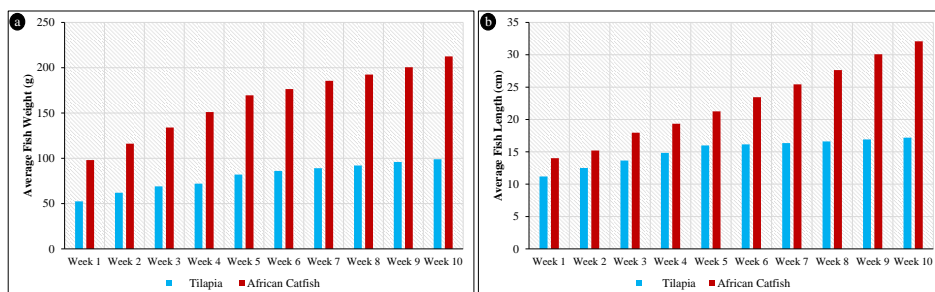 a
Average Fish Weight (g)
250
200
150
100
50
0
Week 1 Week 2 Week 3 Week 4 Week 5 Week 6 Week 7 Week 8 Week 9 Week 10
Tilapia African Catfish
b
Average Fish Length (cm)
35
30
25
20
15
10
5
0
Week 1 Week 2 Week 3 Week 4 Week 5 Week 6 Week 7 Week 8 Week 9 Week 10
Tilapia African Catfish